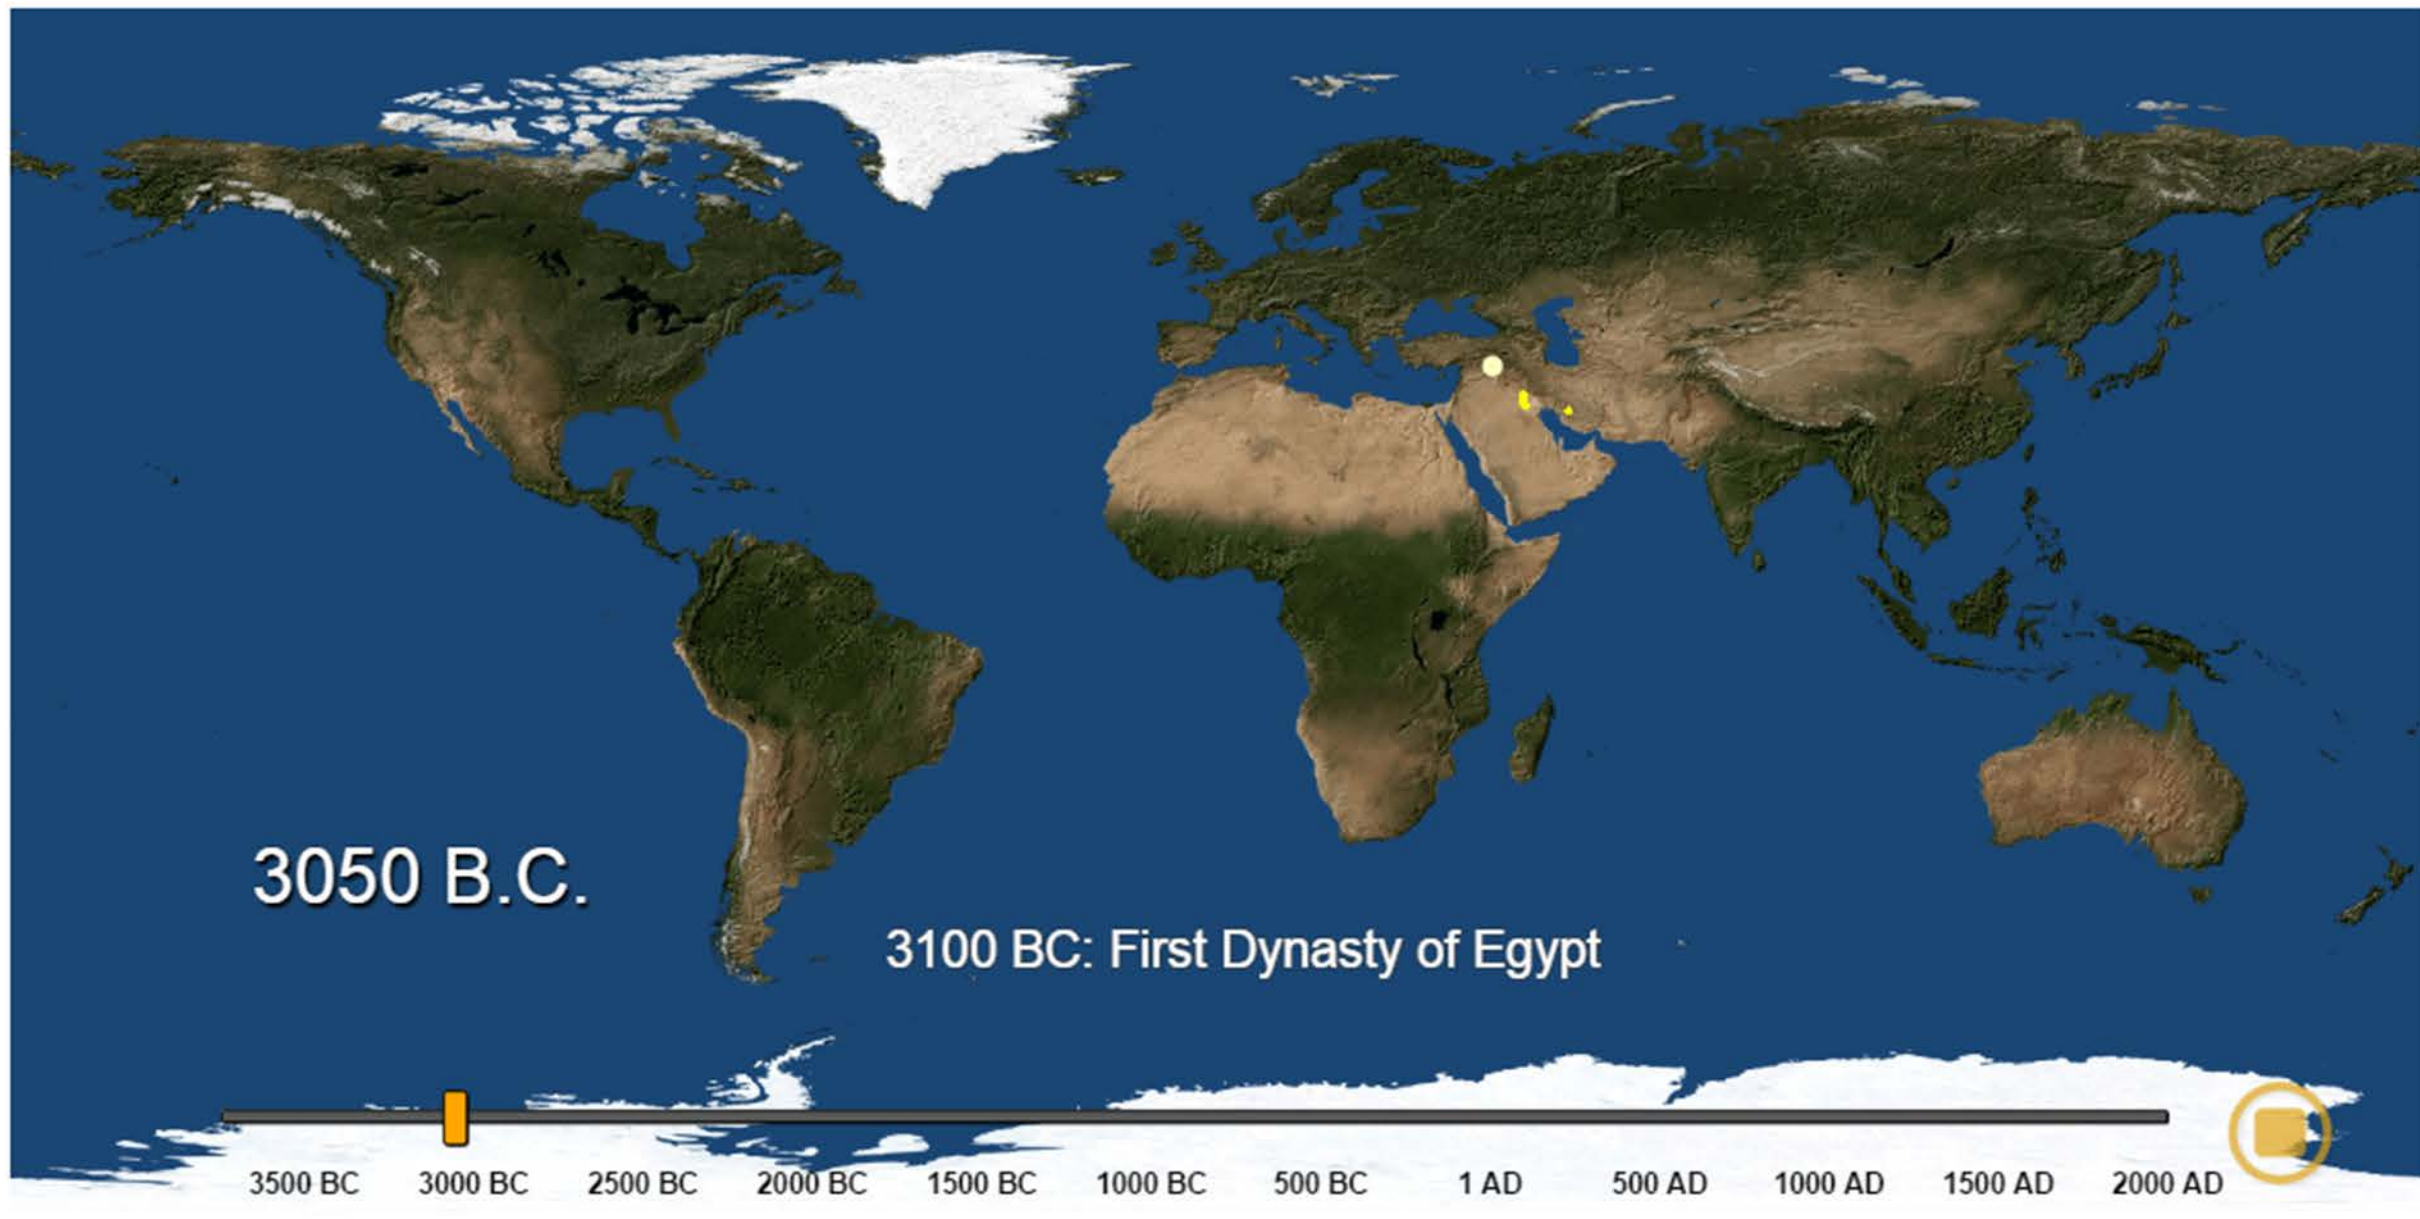 3050 B.C.
3100 BC: First Dynasty of Egypt
3500 BC 3000 BC 2500 BC 2000 BC 1500 BC 1000 BC 500 BC 1 AD 500 AD 1000 AD 1500 AD 2000 AD